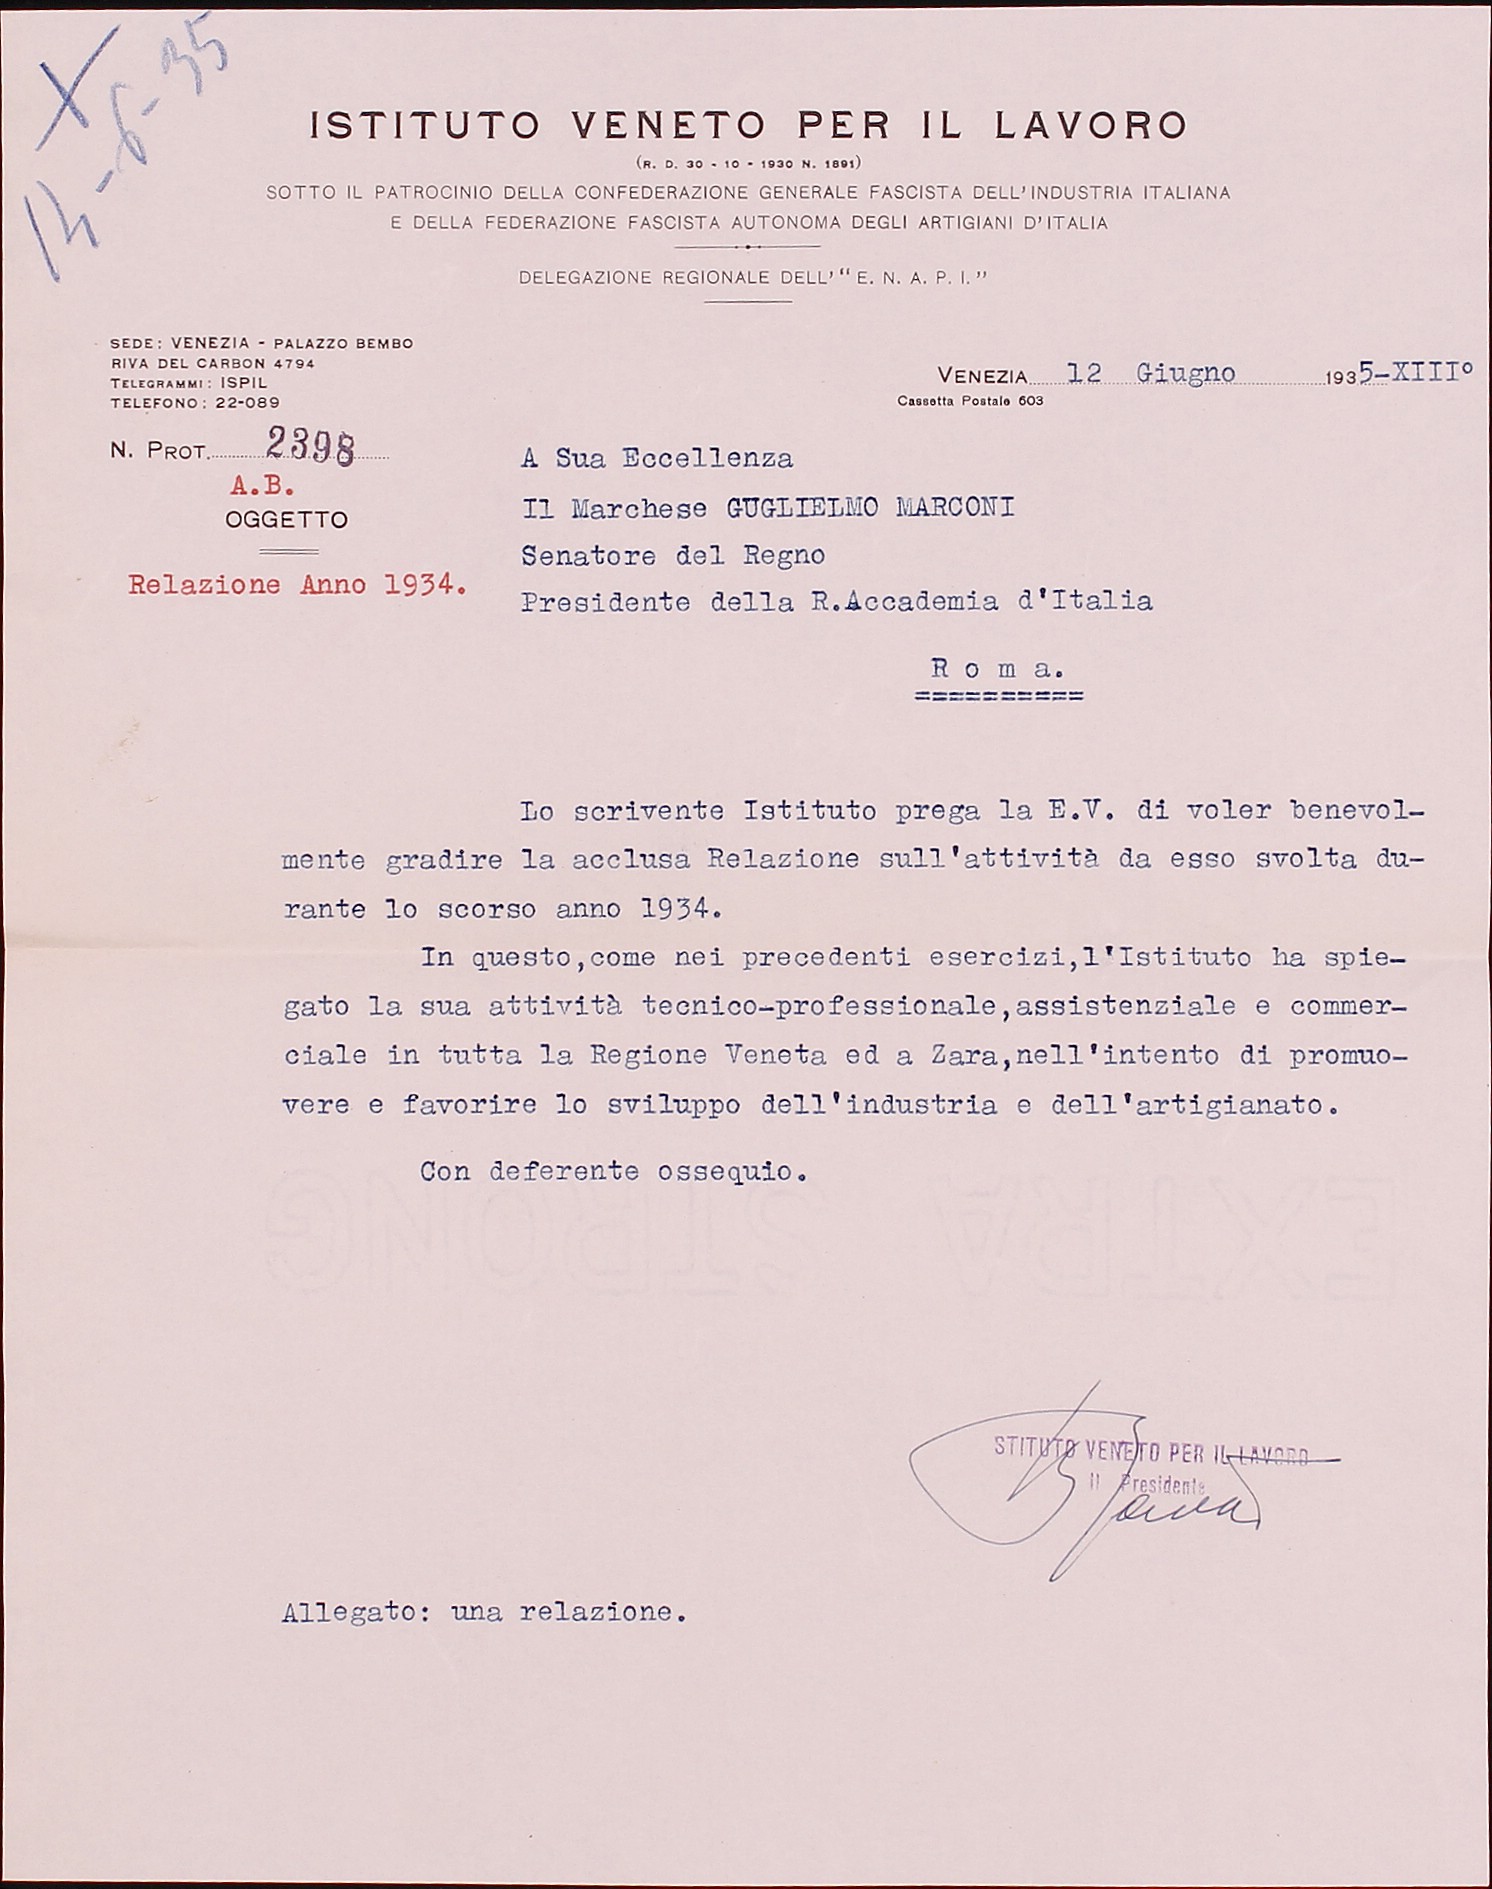 X
ISTITUTO VENETO PER IL LAVORO
(R. D. 30 - 10 - 1930 N. 1891)
SOTTO IL PATROCINIO DELLA CONFEDERAZIONE GENERALE FASCISTA DELL'INDUSTRIA ITALIANA
E DELLA FEDERAZIONE FASCISTA AUTONOMA DEGLI ARTIGIANI D'ITALIA
DELEGAZIONE REGIONALE DELL' "E. N. A. P. I."
SEDE: VENEZIA - PALAZZO BEMBO
RIVA DEL CARBON 4794
TELEGRAMMI: ISPIL
TELEFONO: 22-089
VENEZIA 12 Giugno 1935-XIII°
Cassetta Postale 603
N. PROT. 2398
A.B.
OGGETTO
Relazione Anno 1934.
A Sua Eccellenza
Il Marchese GUGLIELMO MARCONI
Senatore del Regno
Presidente della R.Accademia d'Italia
R o m a.
==========
Lo scrivente Istituto prega la E.V. di voler benevol-
mente gradire la acclusa Relazione sull'attività da esso svolta du-
rante lo scorso anno 1934.
In questo,come nei precedenti esercizi,l'Istituto ha spie-
gato la sua attività tecnico-professionale,assistenziale e commer-
ciale in tutta la Regione Veneta ed a Zara,nell'intento di promuo-
vere e favorire lo sviluppo dell'industria e dell'artigianato.
Con deferente ossequio.
EXTRA STRONG
STITUTO VENETO PER IL LAVORO
Il Presidente
Allegato: una relazione.